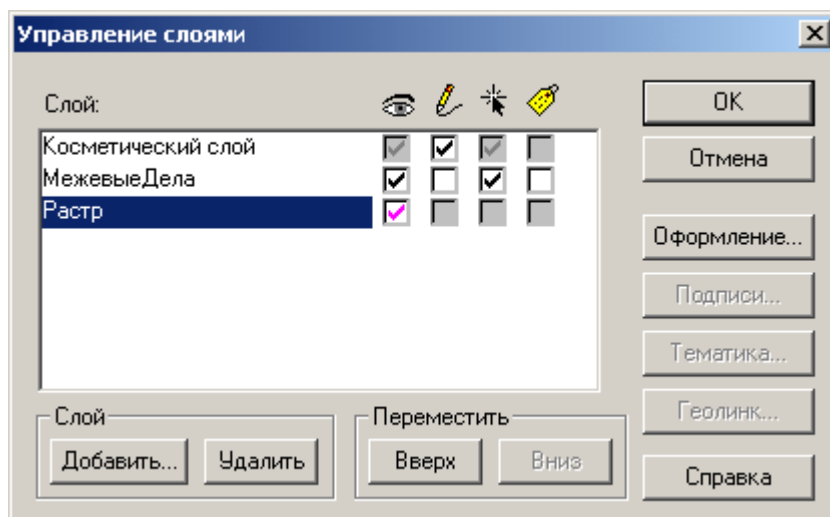 Управление слоями
Слой:
Косметический слой
МежевыеДела
Растр
OK
Отмена
Оформление...
Подписи...
Тематика...
Геолинк...
Справка
Слой
Добавить...
Удалить
Переместить
Вверх
Вниз